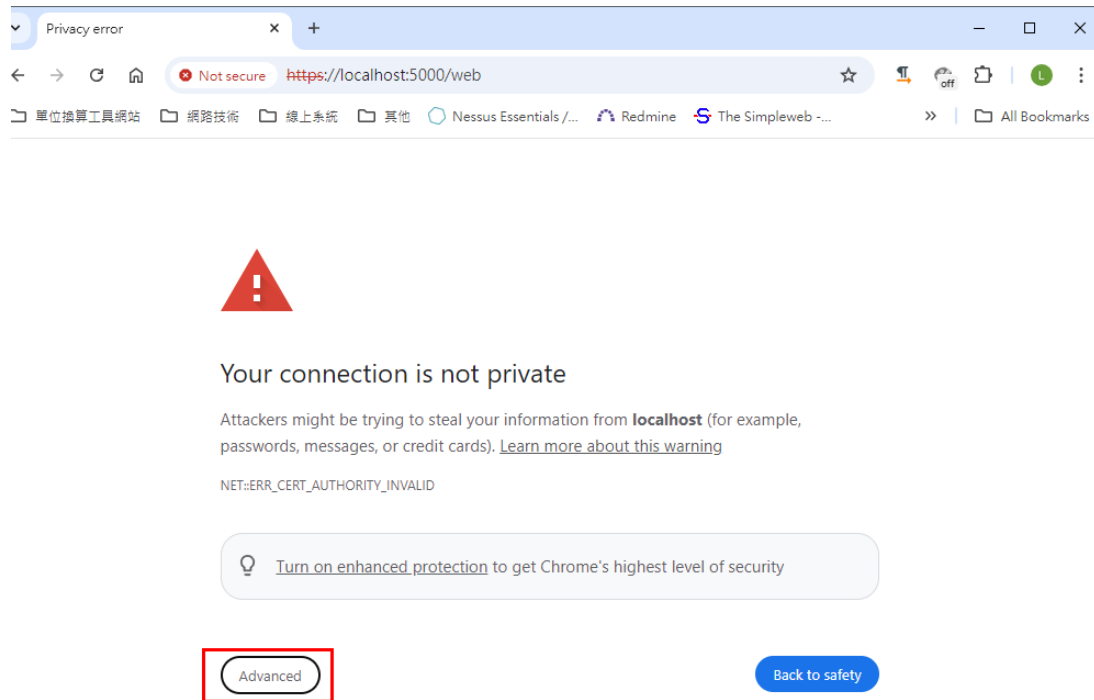 Privacy error
Not secure https://localhost:5000/web
off
L
單位換算工具網站 網路技術 線上系統 其他 Nessus Essentials /... Redmine The Simpleweb -... All Bookmarks
Your connection is not private
Attackers might be trying to steal your information from localhost (for example,
passwords, messages, or credit cards). Learn more about this warning
NET::ERR_CERT_AUTHORITY_INVALID
Turn on enhanced protection to get Chrome's highest level of security
Advanced Back to safety